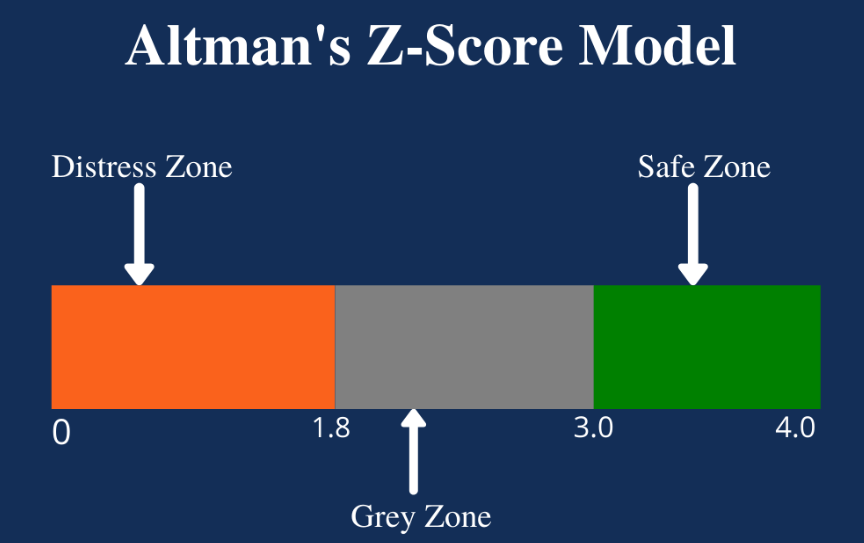 Altman's Z-Score Model
Distress Zone
Safe Zone
0
1.8
3.0
4.0
Grey Zone